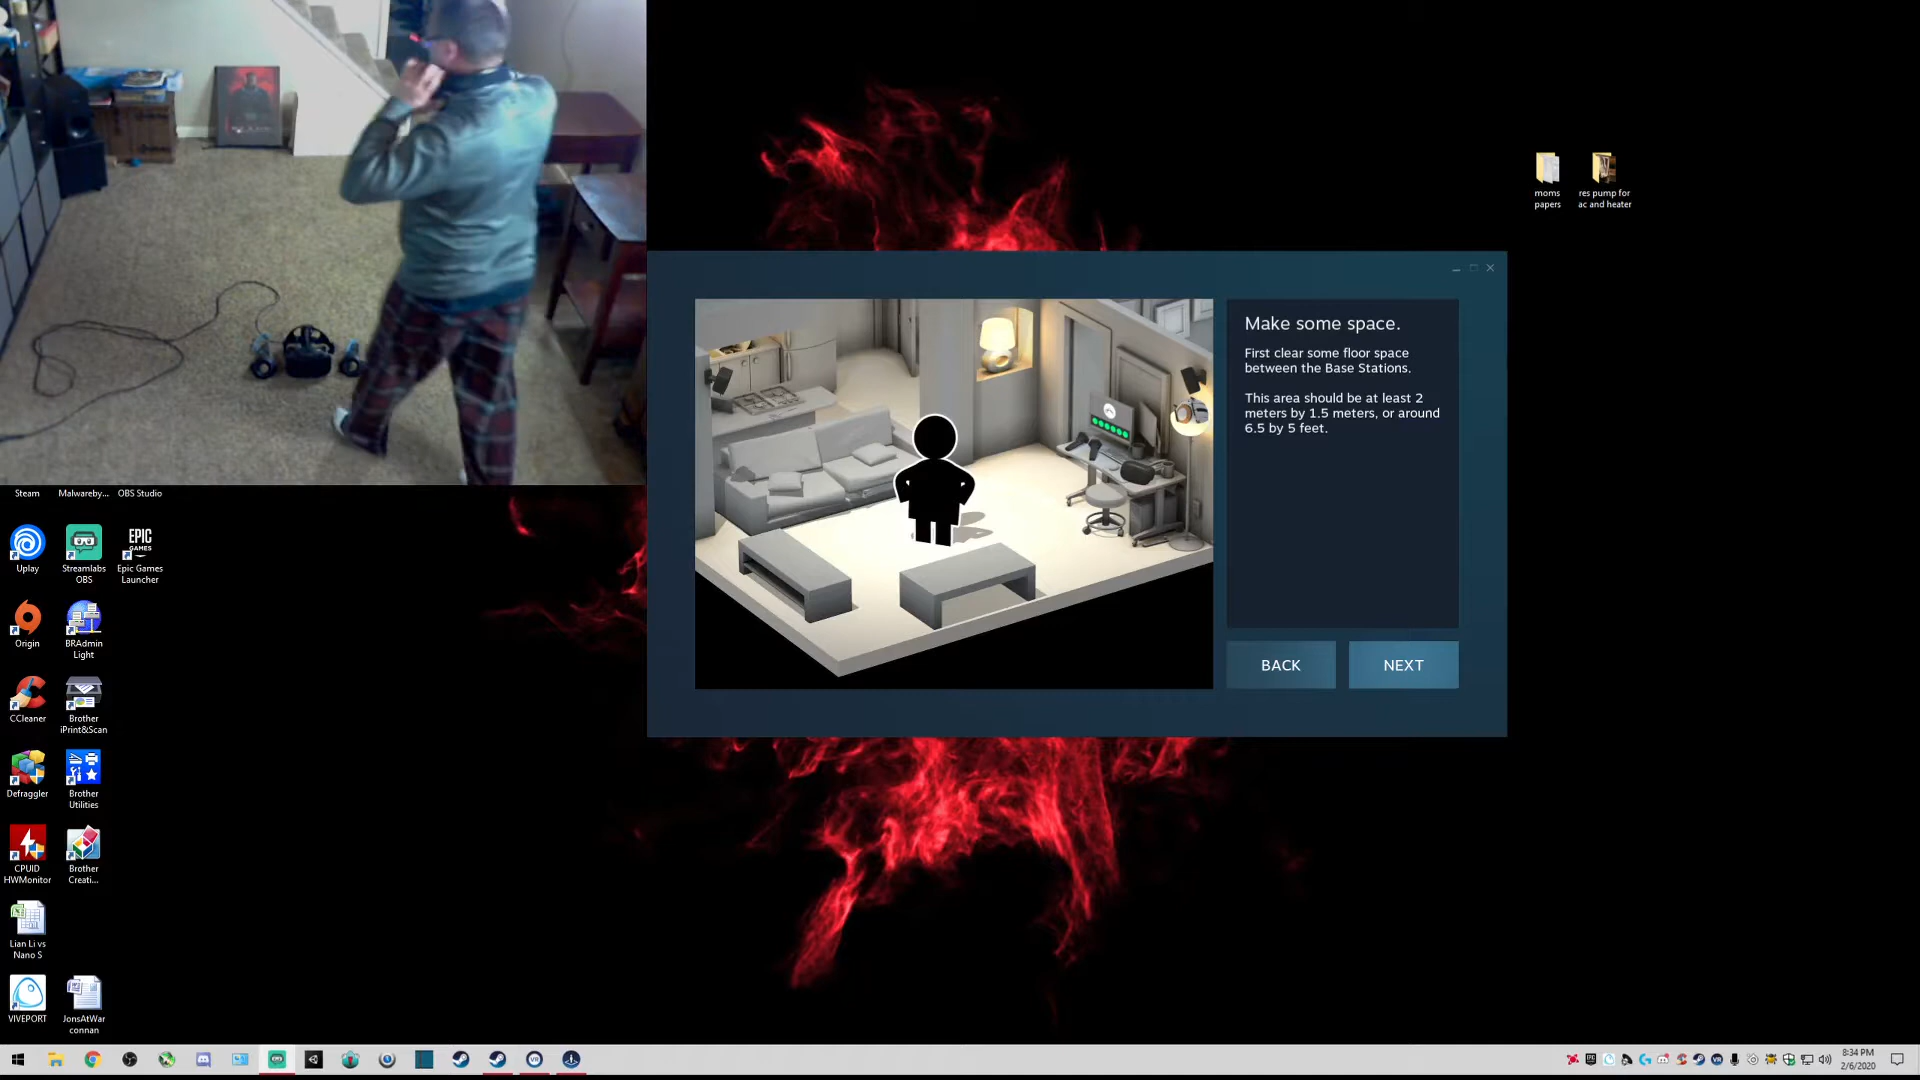 moms
papers
res pump for
ac and heater
Make some space.
First clear some floor space
between the Base Stations.
This area should be at least 2
meters by 1.5 meters, or around
6.5 by 5 feet.
BACK
NEXT
Steam
Malwareby...
OBS Studio
Uplay
Streamlabs
OBS
EPIC
GAMES
Epic Games
Launcher
Origin
BRAdmin
Light
CCleaner
Brother
iPrint&Scan
Defraggler
Brother
Utilities
CPUID
HWMonitor
Brother
Creati...
Lian Li vs
Nano S
VIVEPORT
JonsAtWar
connan
8:34 PM
2/6/2020